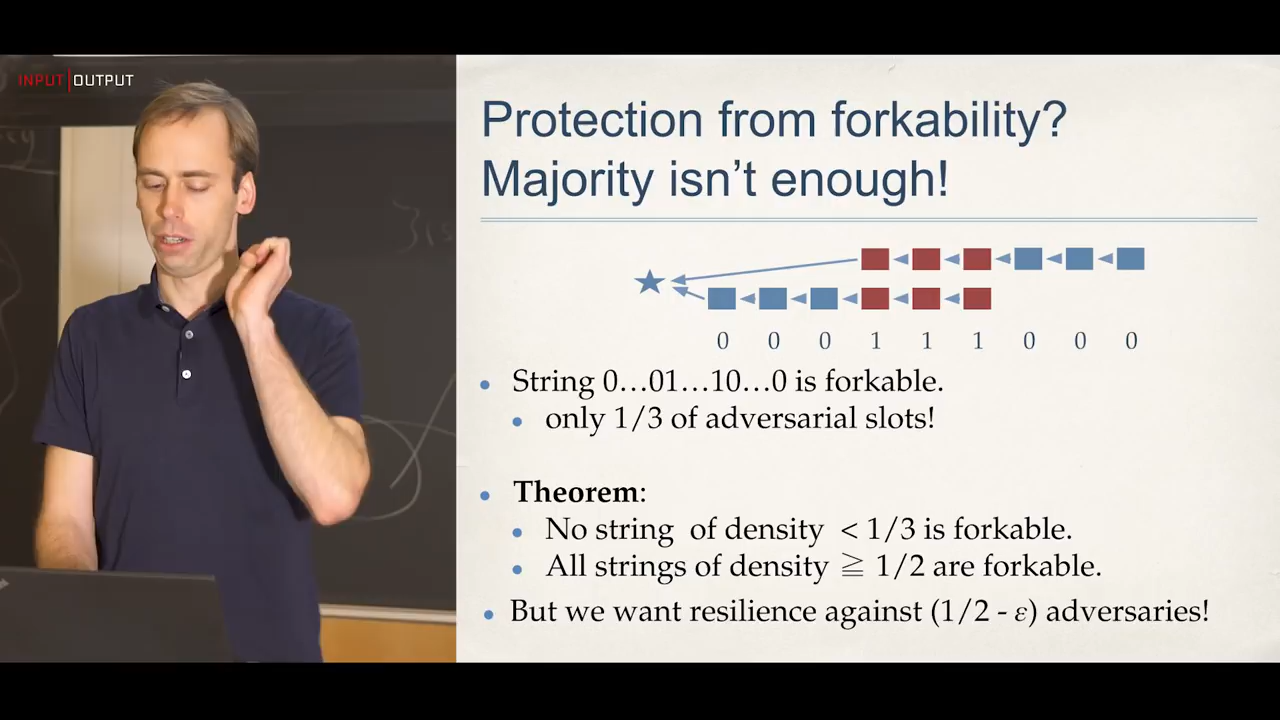 INPUT|OUTPUT
Protection from forkability?
Majority isn't enough!
0 0 0 1 1 1 0 0 0
• String 0…01…10…0 is forkable.
• only 1/3 of adversarial slots!
• Theorem:
• No string of density < 1/3 is forkable.
• All strings of density ≧ 1/2 are forkable.
• But we want resilience against (1/2 - ε) adversaries!